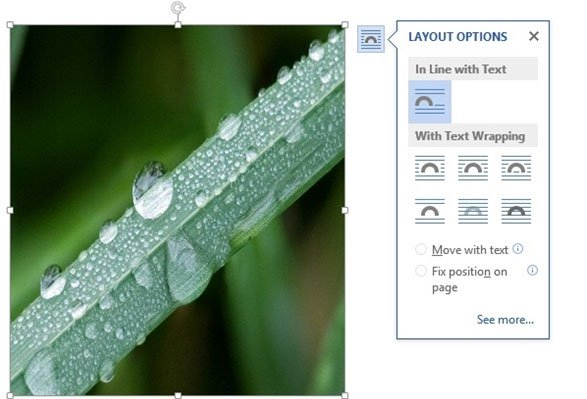 LAYOUT OPTIONS
In Line with Text
With Text Wrapping
Move with text
Fix position on
page
See more...